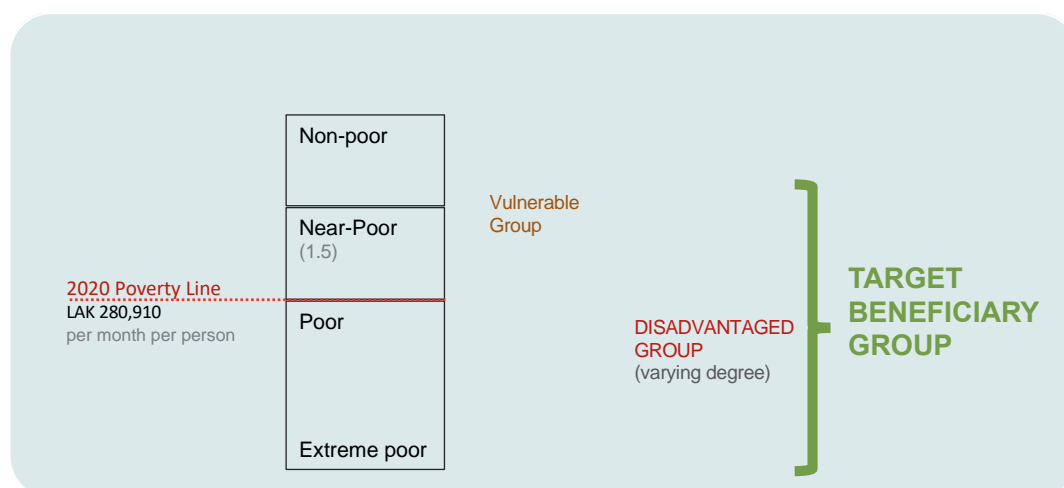 Non-poor
Vulnerable
Group
Near-Poor
(1.5)
2020 Poverty Line
LAK 280,910
per month per person
Poor
Extreme poor
DISADVANTAGED
GROUP
(varying degree)
TARGET
BENEFICIARY
GROUP